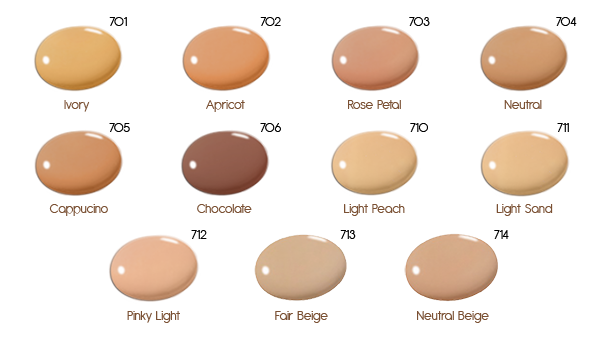 701 702 703 704
Ivory Apricot Rose Petal Neutral
705 706 710 711
Cappucino Chocolate Light Peach Light Sand
712 713 714
Pinky Light Fair Beige Neutral Beige